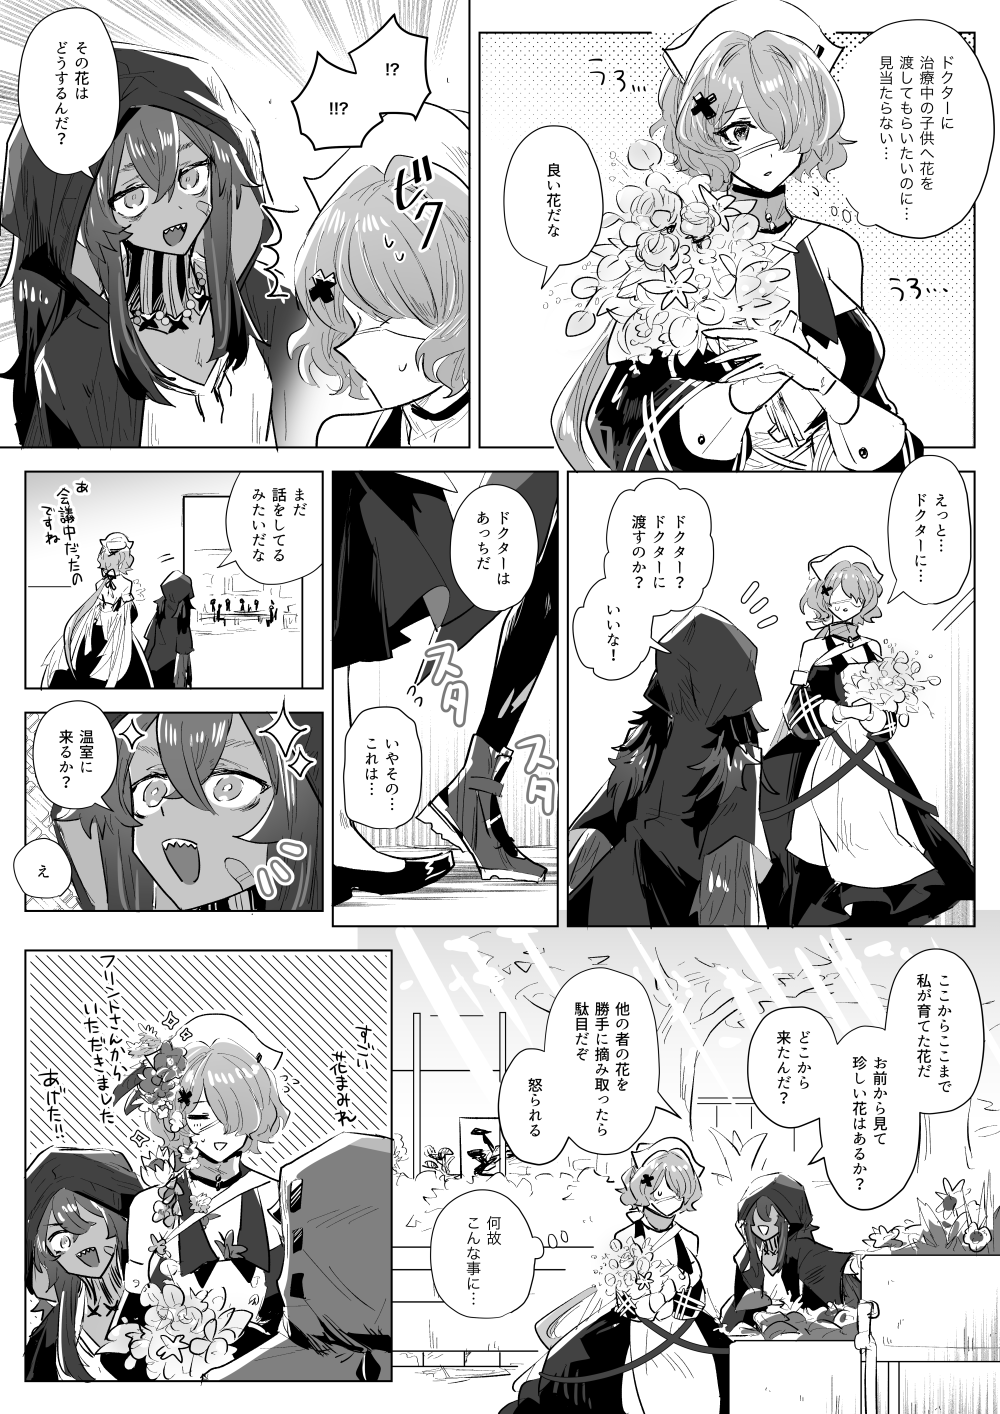 ドクターに
治療中の子供へ花を
渡してもらいたいのに…
見当たらない…
うろ…
うろ…
良い花だな
!?
!!?
ビクッ
その花は
どうするんだ？
えっと…
ドクターに…
ドクター？
ドクターに
渡すのか？
いいな！
ドクターは
あっちだ
スタ
スタ
いやその…
これは…
まだ
話をしてる
みたいだな
あ
会議中だったの
ですね
温室に
来るか？
え
ここからここまで
私が育てた花だ
お前から見て
珍しい花はあるか？
どこから
来たんだ？
他の者の花を
勝手に摘み取ったら
駄目だぞ
怒られる
何故
こんな事に…
すごい
花まみれ
フリントさんから
いただきました
あげた!!